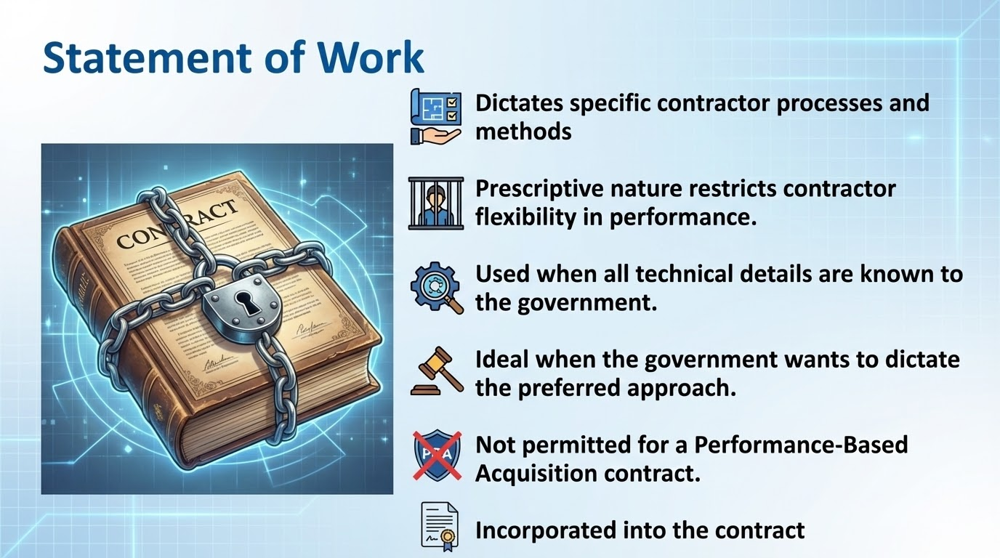 Statement of Work
Dictates specific contractor processes and
methods
Prescriptive nature restricts contractor
flexibility in performance.
Used when all technical details are known to
the government.
Ideal when the government wants to dictate
the preferred approach.
Not permitted for a Performance-Based
Acquisition contract.
Incorporated into the contract